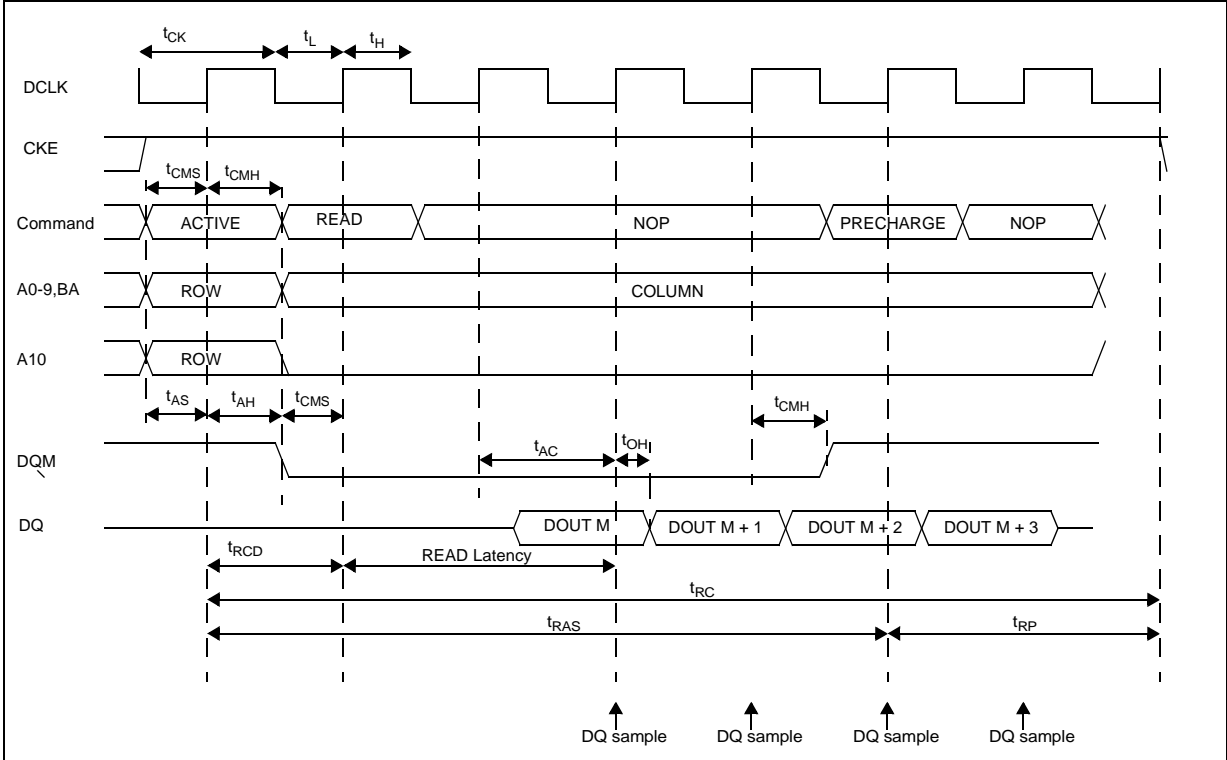 tCK tL tH
DCLK
CKE
tCMS tCMH
Command ACTIVE READ NOP PRECHARGE NOP
A0-9,BA ROW COLUMN
A10 ROW
tAS tAH tCMS tCMH
DQM tAC tOH
DQ DOUT M DOUT M + 1 DOUT M + 2 DOUT M + 3
tRCD READ Latency
tRC
tRAS tRP
DQ sample DQ sample DQ sample DQ sample